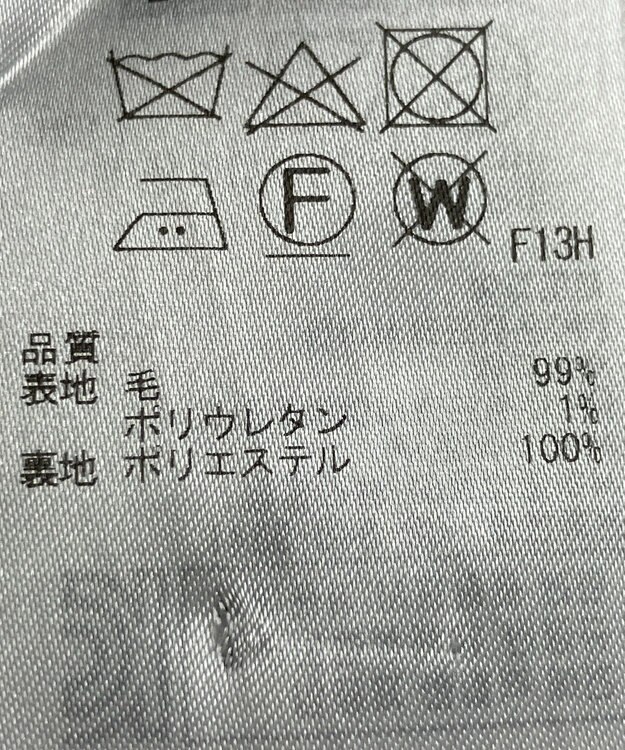 F W F13H
品質
表地 毛 99%
ポリウレタン 1%
裏地 ポリエステル 100%